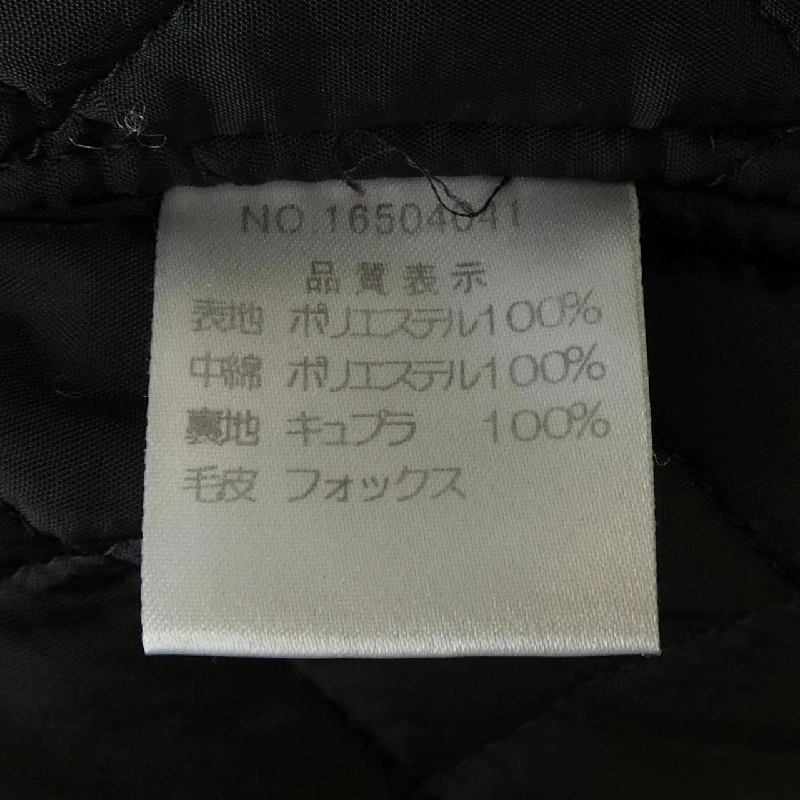 NO.16504041
品質表示
表地 ポリエステル100%
中綿 ポリエステル100%
裏地 キュプラ 100%
毛皮 フォックス